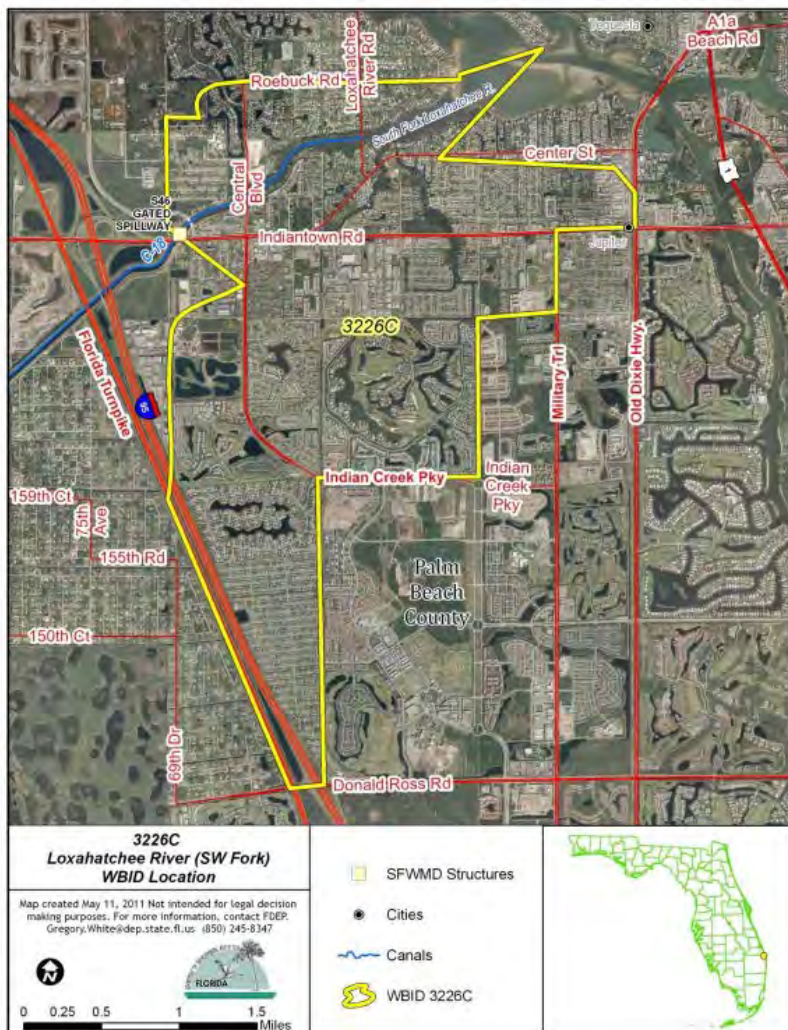 Tequesta
A1a
Beach Rd
Loxahatchee
River Rd
Roebuck Rd
South Fork Loxahatchee R.
Center St
Central
Blvd
S46
GATED
SPILLWAY
1
C-18
Indiantown Rd
Jupiter
3226C
Florida Turnpike
95
Military Trl
Old Dixie Hwy.
Indian Creek Pky
Indian
Creek
Pky
159th Ct
75th
Ave
155th Rd
Palm
Beach
County
150th Ct
69th Dr
Donald Ross Rd
3226C
Loxahatchee River (SW Fork)
WBID Location
Map created May 11, 2011 Not intended for legal decision
making purposes. For more information, contact FDEP.
Gregory.White@dep.state.fl.us (850) 245-8347
N
FLORIDA
0 0.25 0.5 1 1.5
Miles
SFWMD Structures
Cities
Canals
WBID 3226C